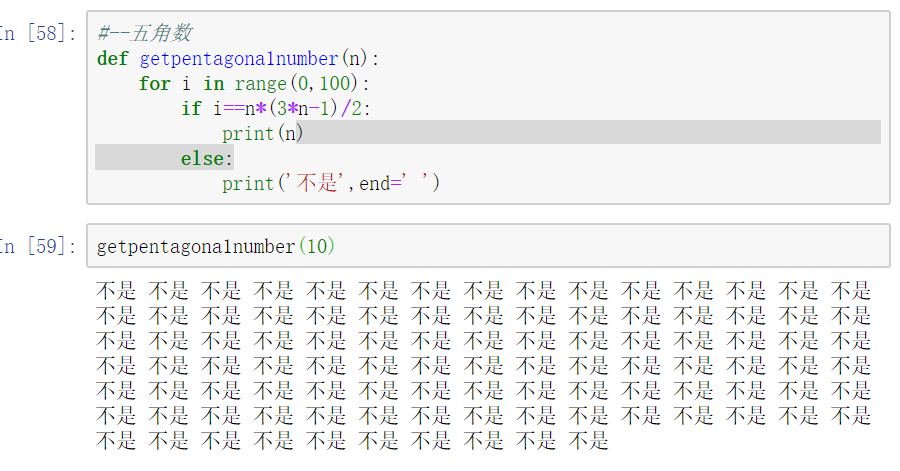 n [58]:
#--五角数
def getpentagonalnumber(n):
for i in range(0,100):
if i==n*(3*n-1)/2:
print(n)
else:
print('不是',end=' ')
n [59]:
getpentagonalnumber(10)
不是 不是 不是 不是 不是 不是 不是 不是 不是 不是 不是 不是 不是 不是 不是
不是 不是 不是 不是 不是 不是 不是 不是 不是 不是 不是 不是 不是 不是 不是
不是 不是 不是 不是 不是 不是 不是 不是 不是 不是 不是 不是 不是 不是 不是
不是 不是 不是 不是 不是 不是 不是 不是 不是 不是 不是 不是 不是 不是 不是
不是 不是 不是 不是 不是 不是 不是 不是 不是 不是 不是 不是 不是 不是 不是
不是 不是 不是 不是 不是 不是 不是 不是 不是 不是 不是 不是 不是 不是 不是
不是 不是 不是 不是 不是 不是 不是 不是 不是 不是